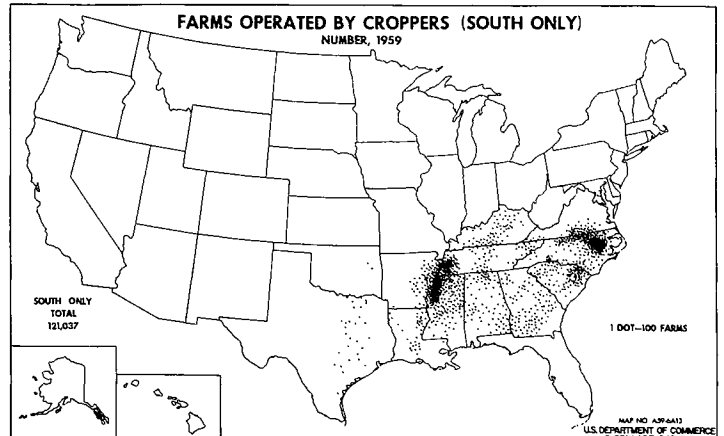 FARMS OPERATED BY CROPPERS (SOUTH ONLY)
NUMBER, 1959
SOUTH ONLY
TOTAL
121,037
1 DOT—100 FARMS
MAP NO. A59-6A13
U.S. DEPARTMENT OF COMMERCE